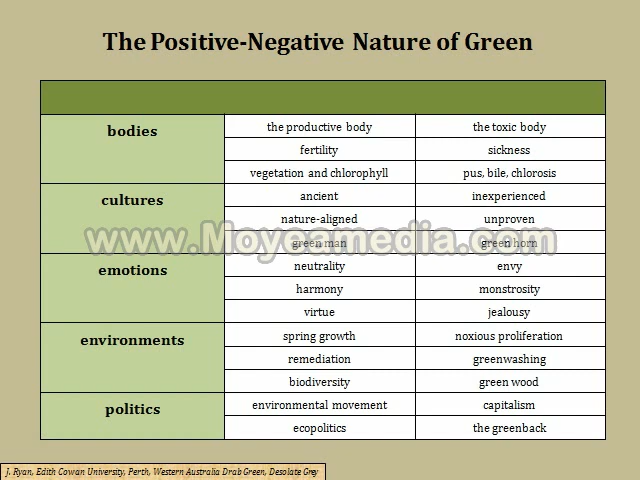 The Positive-Negative Nature of Green
bodies
the productive body the toxic body
fertility sickness
vegetation and chlorophyll pus, bile, chlorosis
cultures
ancient inexperienced
nature-aligned unproven
www.Moyeamedia.com
green man green horn
emotions
neutrality envy
harmony monstrosity
virtue jealousy
environments
spring growth noxious proliferation
remediation greenwashing
biodiversity green wood
politics
environmental movement capitalism
ecopolitics the greenback
J. Ryan, Edith Cowan University, Perth, Western Australia Drab Green, Desolate Grey